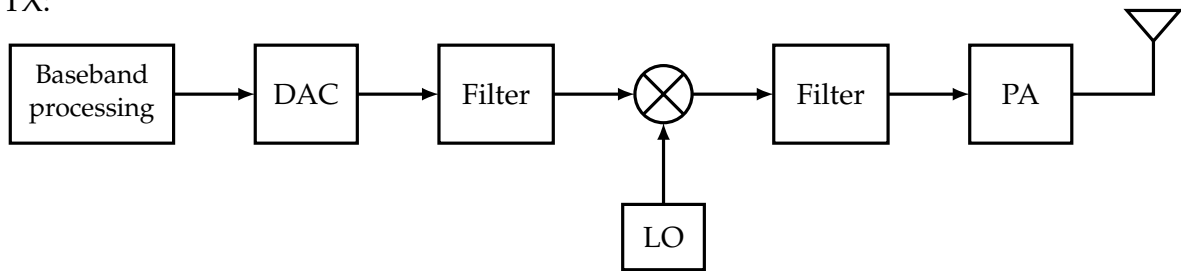 TX:
Baseband
processing
DAC
Filter
Filter
PA
LO